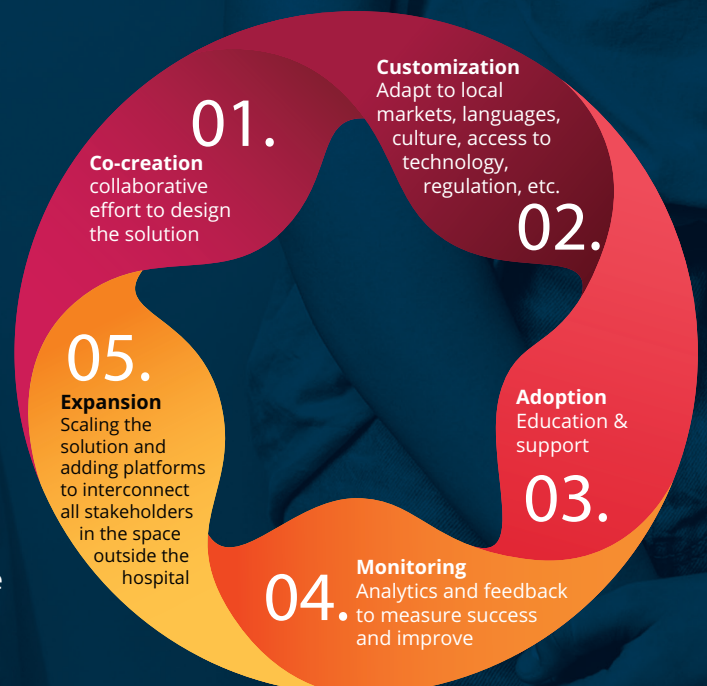 01.
Co-creation
collaborative
effort to design
the solution
Customization
Adapt to local
markets, languages,
culture, access to
technology,
regulation, etc.
02.
Adoption
Education &
support
03.
04.
Monitoring
Analytics and feedback
to measure success
and improve
05.
Expansion
Scaling the
solution and
adding platforms
to interconnect
all stakeholders
in the space
outside the
hospital